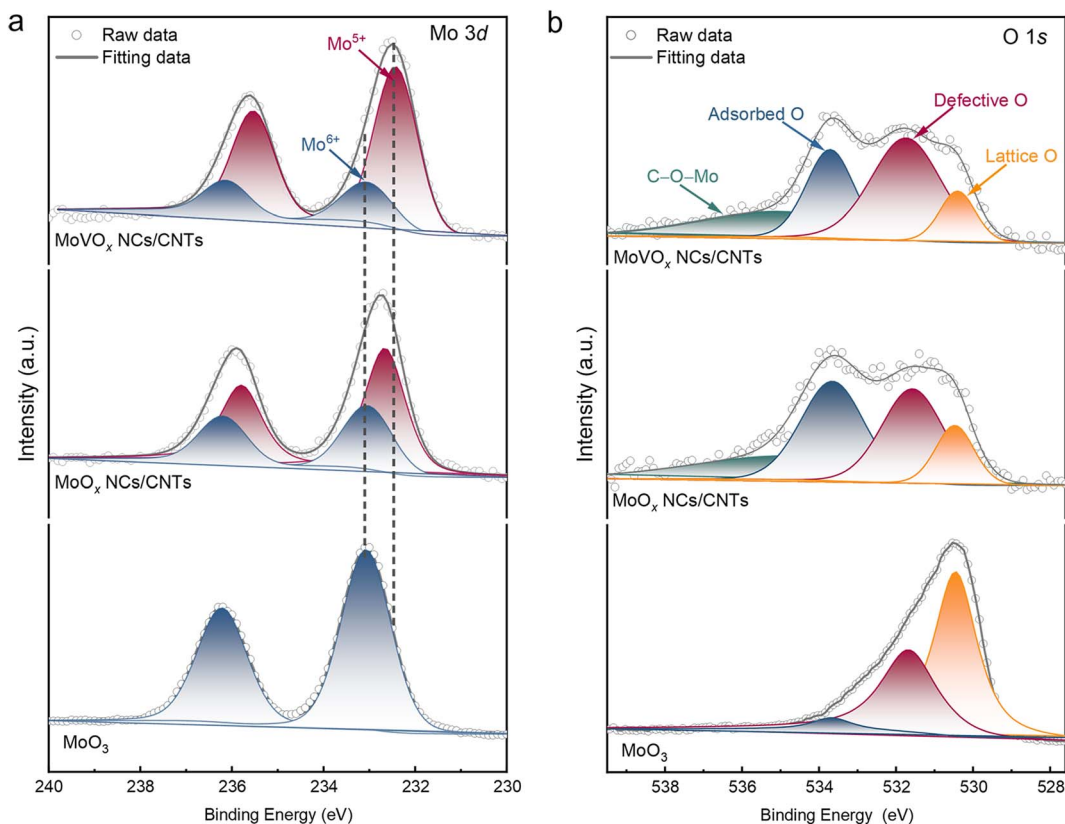 a
Raw data
Fitting data
Mo 3d
Mo⁵⁺
Mo⁶⁺
MoVOₓ NCs/CNTs
MoOₓ NCs/CNTs
MoO₃
Intensity (a.u.)
240 238 236 234 232 230
Binding Energy (eV)
b
Raw data
Fitting data
O 1s
Adsorbed O
Defective O
Lattice O
C–O–Mo
MoVOₓ NCs/CNTs
MoOₓ NCs/CNTs
MoO₃
Intensity (a.u.)
538 536 534 532 530 528
Binding Energy (eV)